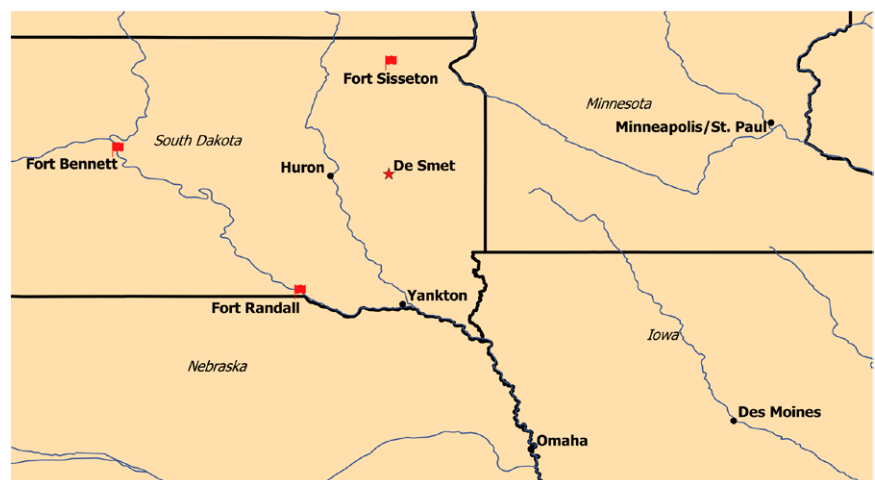 Fort Sisseton
Minnesota
Minneapolis/St. Paul
South Dakota
Fort Bennett
Huron
De Smet
Yankton
Fort Randall
Iowa
Nebraska
Des Moines
Omaha